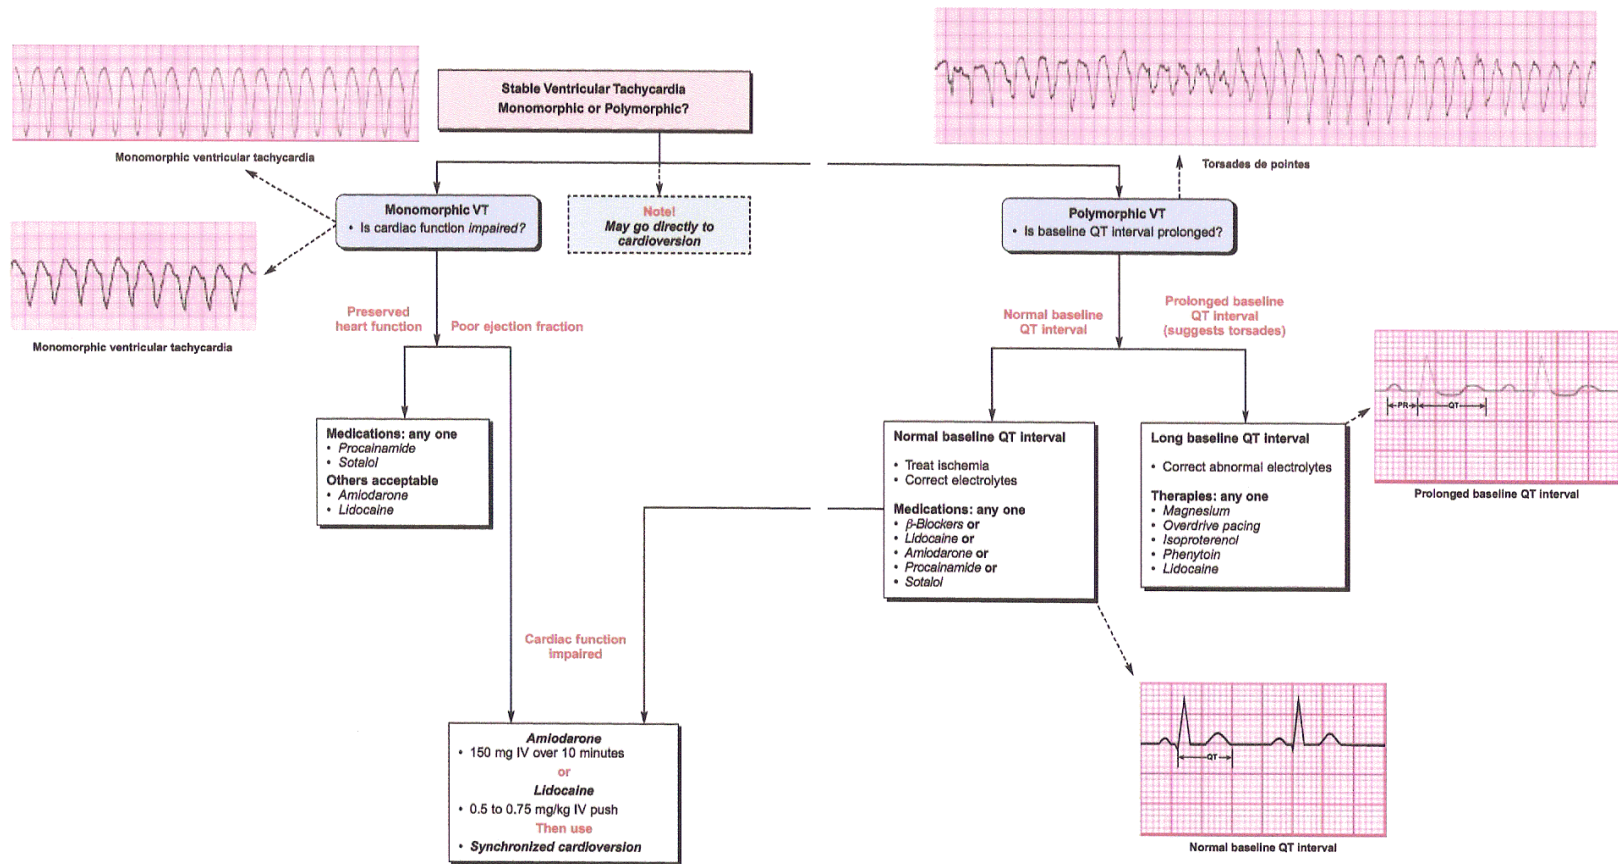 Stable Ventricular Tachycardia
Monomorphic or Polymorphic?
Monomorphic ventricular tachycardia
Torsades de pointes
Monomorphic VT
• Is cardiac function impaired?
Note!
May go directly to
cardioversion
Polymorphic VT
• Is baseline QT interval prolonged?
Monomorphic ventricular tachycardia
Preserved
heart function
Poor ejection fraction
Normal baseline
QT interval
Prolonged baseline
QT interval
(suggests torsades)
Medications: any one
• Procainamide
• Sotalol
Others acceptable
• Amiodarone
• Lidocaine
Normal baseline QT interval
• Treat ischemia
• Correct electrolytes
Medications: any one
• β-Blockers or
• Lidocaine or
• Amiodarone or
• Procainamide or
• Sotalol
Long baseline QT interval
• Correct abnormal electrolytes
Therapies: any one
• Magnesium
• Overdrive pacing
• Isoproterenol
• Phenytoin
• Lidocaine
PR
QT
Prolonged baseline QT interval
Cardiac function
impaired
Amiodarone
• 150 mg IV over 10 minutes
or
Lidocaine
• 0.5 to 0.75 mg/kg IV push
Then use
• Synchronized cardioversion
QT
Normal baseline QT interval